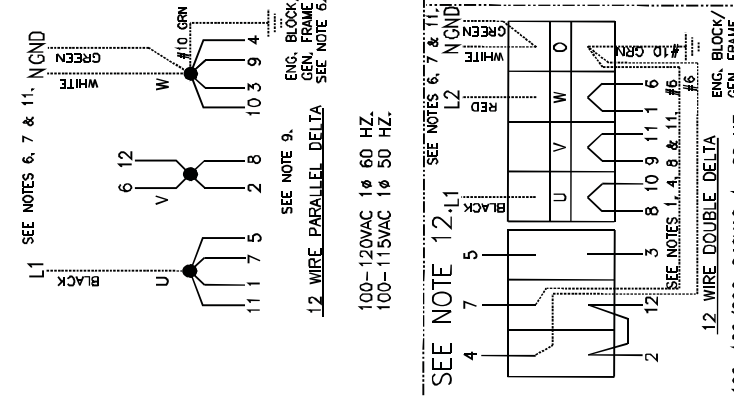 N GND
GREEN
WHITE
#10 GRN
W
4
9
3
10
ENG. BLOCK/
GEN. FRAME
SEE NOTE 6.
SEE NOTES 6, 7 & 11.
12
6
V
8
2
SEE NOTE 9.
L1
BLACK
U
5
7
1
11
12 WIRE PARALLEL DELTA
100-120VAC 1ø 60 HZ.
100-115VAC 1ø 50 HZ.
SEE NOTES 6, 7 & 11.
N GND
GREEN
WHITE
O
#10 GRN
L2
RED
W
6
1
#6
#6
V
11
9
L1
BLACK
U
10
8
SEE NOTES 1, 4, 8 & 11.
ENG. BLOCK/
GEN. FRAME
SEE NOTE 12.
5
3
7
12
4
2
12 WIRE DOUBLE DELTA